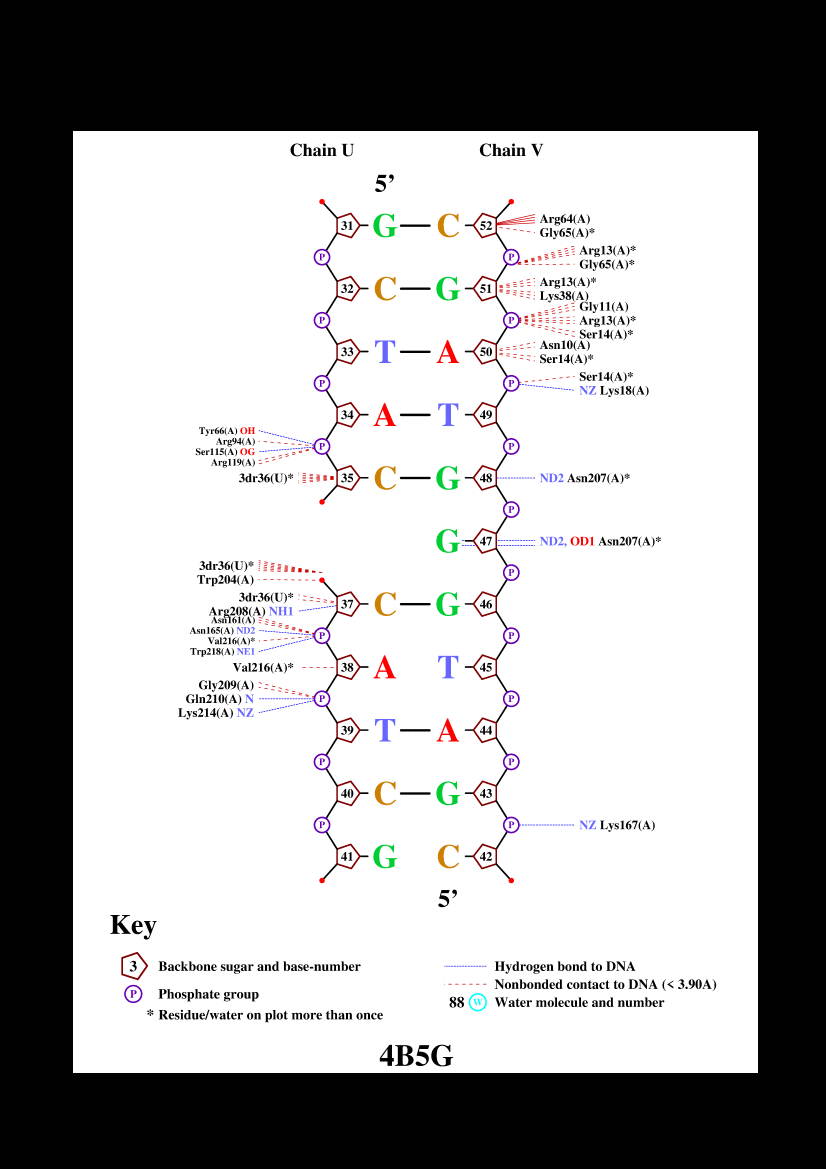 Chain U Chain V
5’
31 G C 52 Arg64(A)
Gly65(A)*
P P Arg13(A)*
Gly65(A)*
32 C G 51 Arg13(A)*
Lys38(A)
Gly11(A)
P P Arg13(A)*
Ser14(A)*
33 T A 50 Asn10(A)
Ser14(A)*
P P Ser14(A)*
NZ Lys18(A)
34 A T 49
Tyr66(A) OH
Arg94(A) P P
Ser115(A) OG
Arg119(A)
3dr36(U)* 35 C G 48 ND2 Asn207(A)*
P
G 47 ND2, OD1 Asn207(A)*
3dr36(U)* P
Trp204(A)
3dr36(U)* 37 C G 46
Arg208(A) NH1
Asn161(A)
Asn165(A) ND2 P P
Val216(A)*
Trp218(A) NE1
Val216(A)* 38 A T 45
Gly209(A)
Gln210(A) N P P
Lys214(A) NZ
39 T A 44
P P
40 C G 43
P P NZ Lys167(A)
41 G C 42
5’
Key
3 Backbone sugar and base-number Hydrogen bond to DNA
Nonbonded contact to DNA (< 3.90A)
P Phosphate group 88 W Water molecule and number
* Residue/water on plot more than once
4B5G